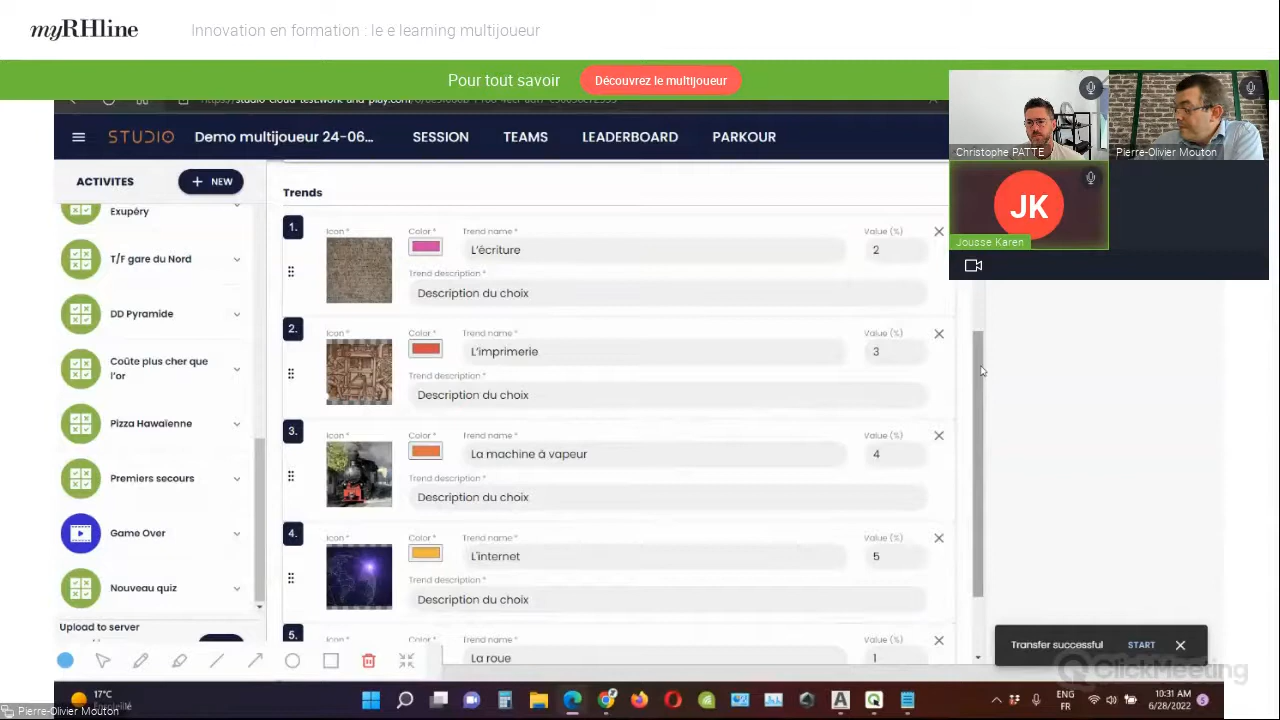 myRHline
Innovation en formation : le e learning multijoueur
Pour tout savoir
Découvrez le multijoueur
Christophe PATTE
Pierre-Olivier Mouton
JK
Jousse Karen
STUDIO
Demo multijoueur 24-06...
SESSION
TEAMS
LEADERBOARD
PARKOUR
ACTIVITES
+ NEW
Exupéry
T/F gare du Nord
DD Pyramide
Coûte plus cher que
l'or
Pizza Hawaïenne
Premiers secours
Game Over
Nouveau quiz
Upload to server
Trends
1.
Icon *
Color *
Trend name *
Value (%)
L'écriture
2
Trend description *
Description du choix
2.
Icon *
Color *
Trend name *
Value (%)
L'imprimerie
3
Trend description *
Description du choix
3.
Icon *
Color *
Trend name *
Value (%)
La machine à vapeur
4
Trend description *
Description du choix
4.
Icon *
Color *
Trend name *
Value (%)
L'internet
5
Trend description *
Description du choix
5.
Icon *
Color *
Trend name *
Value (%)
La roue
1
Transfer successful
START
ClickMeeting
17°C
Ensoleillé
ENG
FR
10:31 AM
6/28/2022
5
Pierre-Olivier Mouton